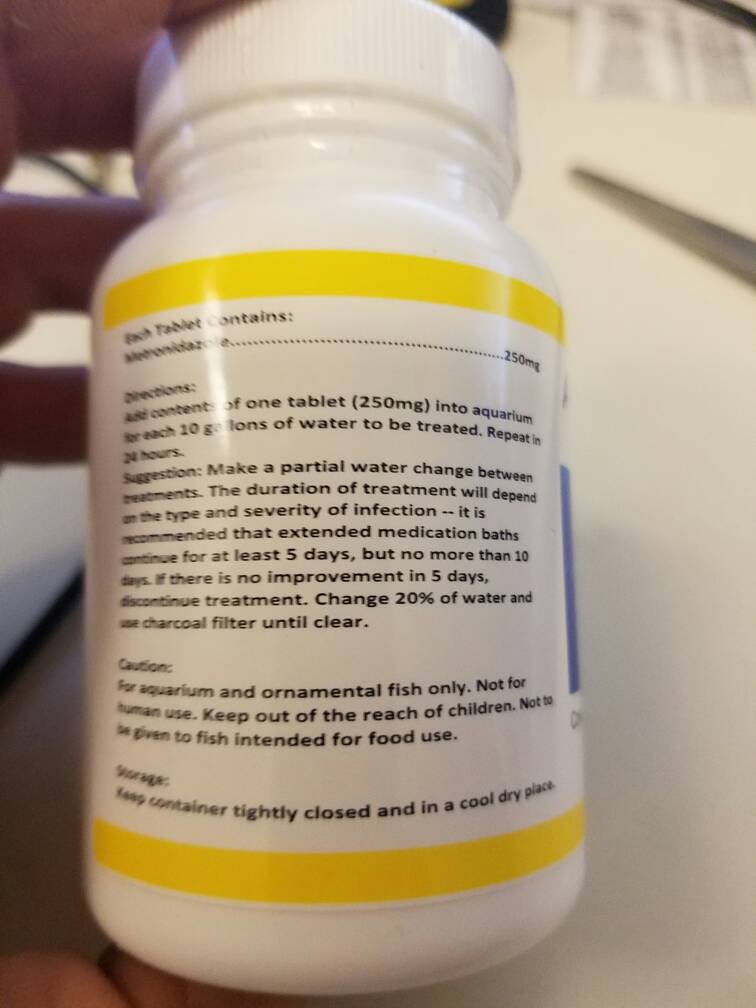 Each Tablet Contains:
Metronidazole..................................................250mg
Directions:
Add contents of one tablet (250mg) into aquarium
for each 10 gallons of water to be treated. Repeat in
24 hours.
Suggestion: Make a partial water change between
treatments. The duration of treatment will depend
on the type and severity of infection -- it is
recommended that extended medication baths
continue for at least 5 days, but no more than 10
days. If there is no improvement in 5 days,
discontinue treatment. Change 20% of water and
use charcoal filter until clear.
Caution:
For aquarium and ornamental fish only. Not for
human use. Keep out of the reach of children. Not to
be given to fish intended for food use.
Storage:
Keep container tightly closed and in a cool dry place.